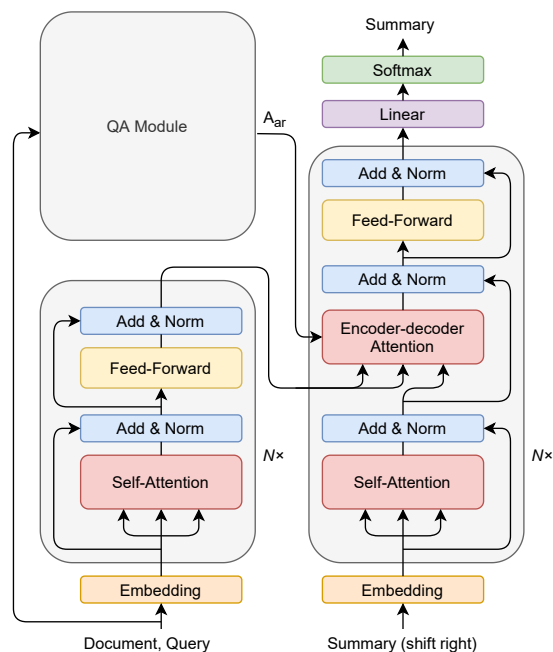 Summary
Softmax
Linear
QA Module
A_ar
Add & Norm
Feed-Forward
Add & Norm
Encoder-decoder
Attention
Add & Norm
Self-Attention
N×
Embedding
Summary (shift right)
Add & Norm
Feed-Forward
Add & Norm
Self-Attention
N×
Embedding
Document, Query